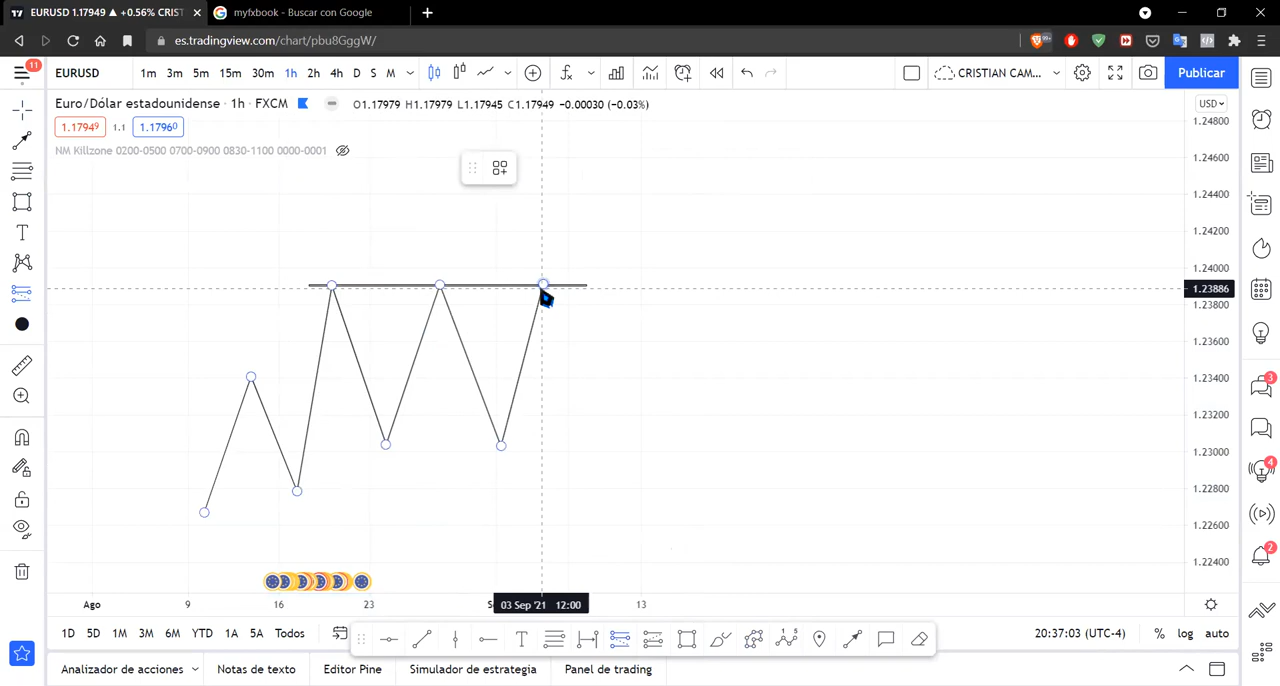 EURUSD 1.17949 ▲ +0.56% CRIST
myfxbook - Buscar con Google
es.tradingview.com/chart/pbu8GggW/
99+
11
EURUSD
1m 3m 5m 15m 30m 1h 2h 4h D S M
CRISTIAN CAM...
Publicar
Euro/Dólar estadounidense · 1h · FXCM
O1.17979 H1.17979 L1.17945 C1.17949 −0.00030 (−0.03%)
USD
1.17949 1.1 1.17960
NM Killzone 0200-0500 0700-0900 0830-1100 0000-0001
1.24800
1.24600
1.24400
1.24200
1.24000
1.23886
1.23800
1.23600
1.23400
1.23200
1.23000
1.22800
1.22600
1.22400
3
4
2
Ago 9 16 23 S 03 Sep '21 12:00 13
1D 5D 1M 3M 6M YTD 1A 5A Todos
20:37:03 (UTC-4) % log auto
Analizador de acciones Notas de texto Editor Pine Simulador de estrategia Panel de trading